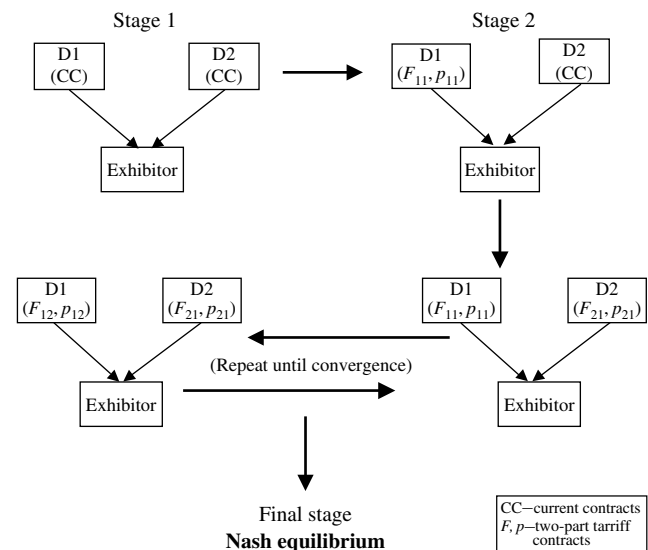 Stage 1
Stage 2
D1
(CC)
D2
(CC)
D1
(F11, p11)
D2
(CC)
Exhibitor
Exhibitor
D1
(F12, p12)
D2
(F21, p21)
D1
(F11, p11)
D2
(F21, p21)
(Repeat until convergence)
Exhibitor
Exhibitor
Final stage
Nash equilibrium
CC–current contracts
F, p–two-part tarriff
contracts